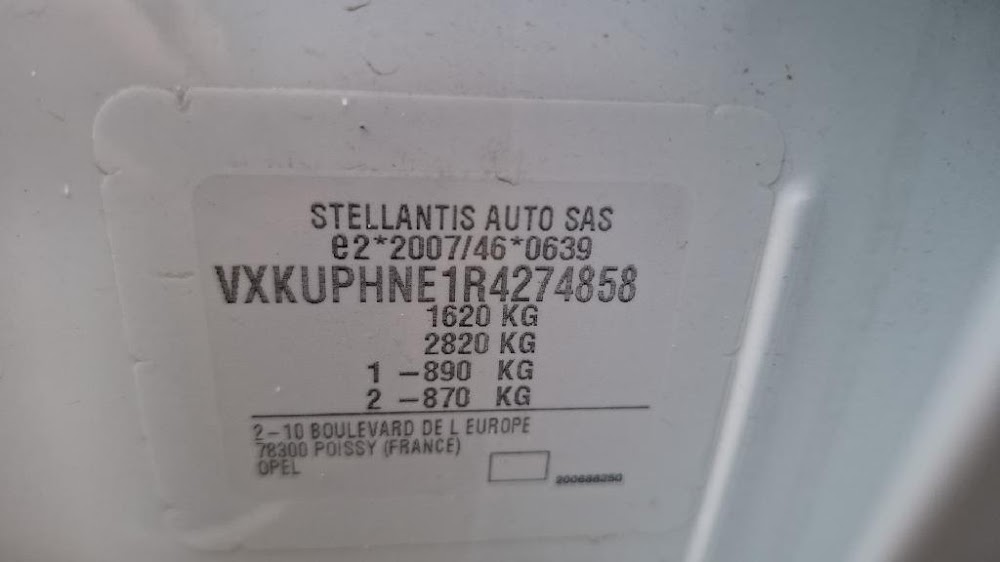 STELLANTIS AUTO SAS
e2*2007/46*0639
VXKUPHNE1R4274858
1620 KG
2820 KG
1 -890 KG
2 -870 KG
2-10 BOULEVARD DE L EUROPE
78300 POISSY (FRANCE)
OPEL